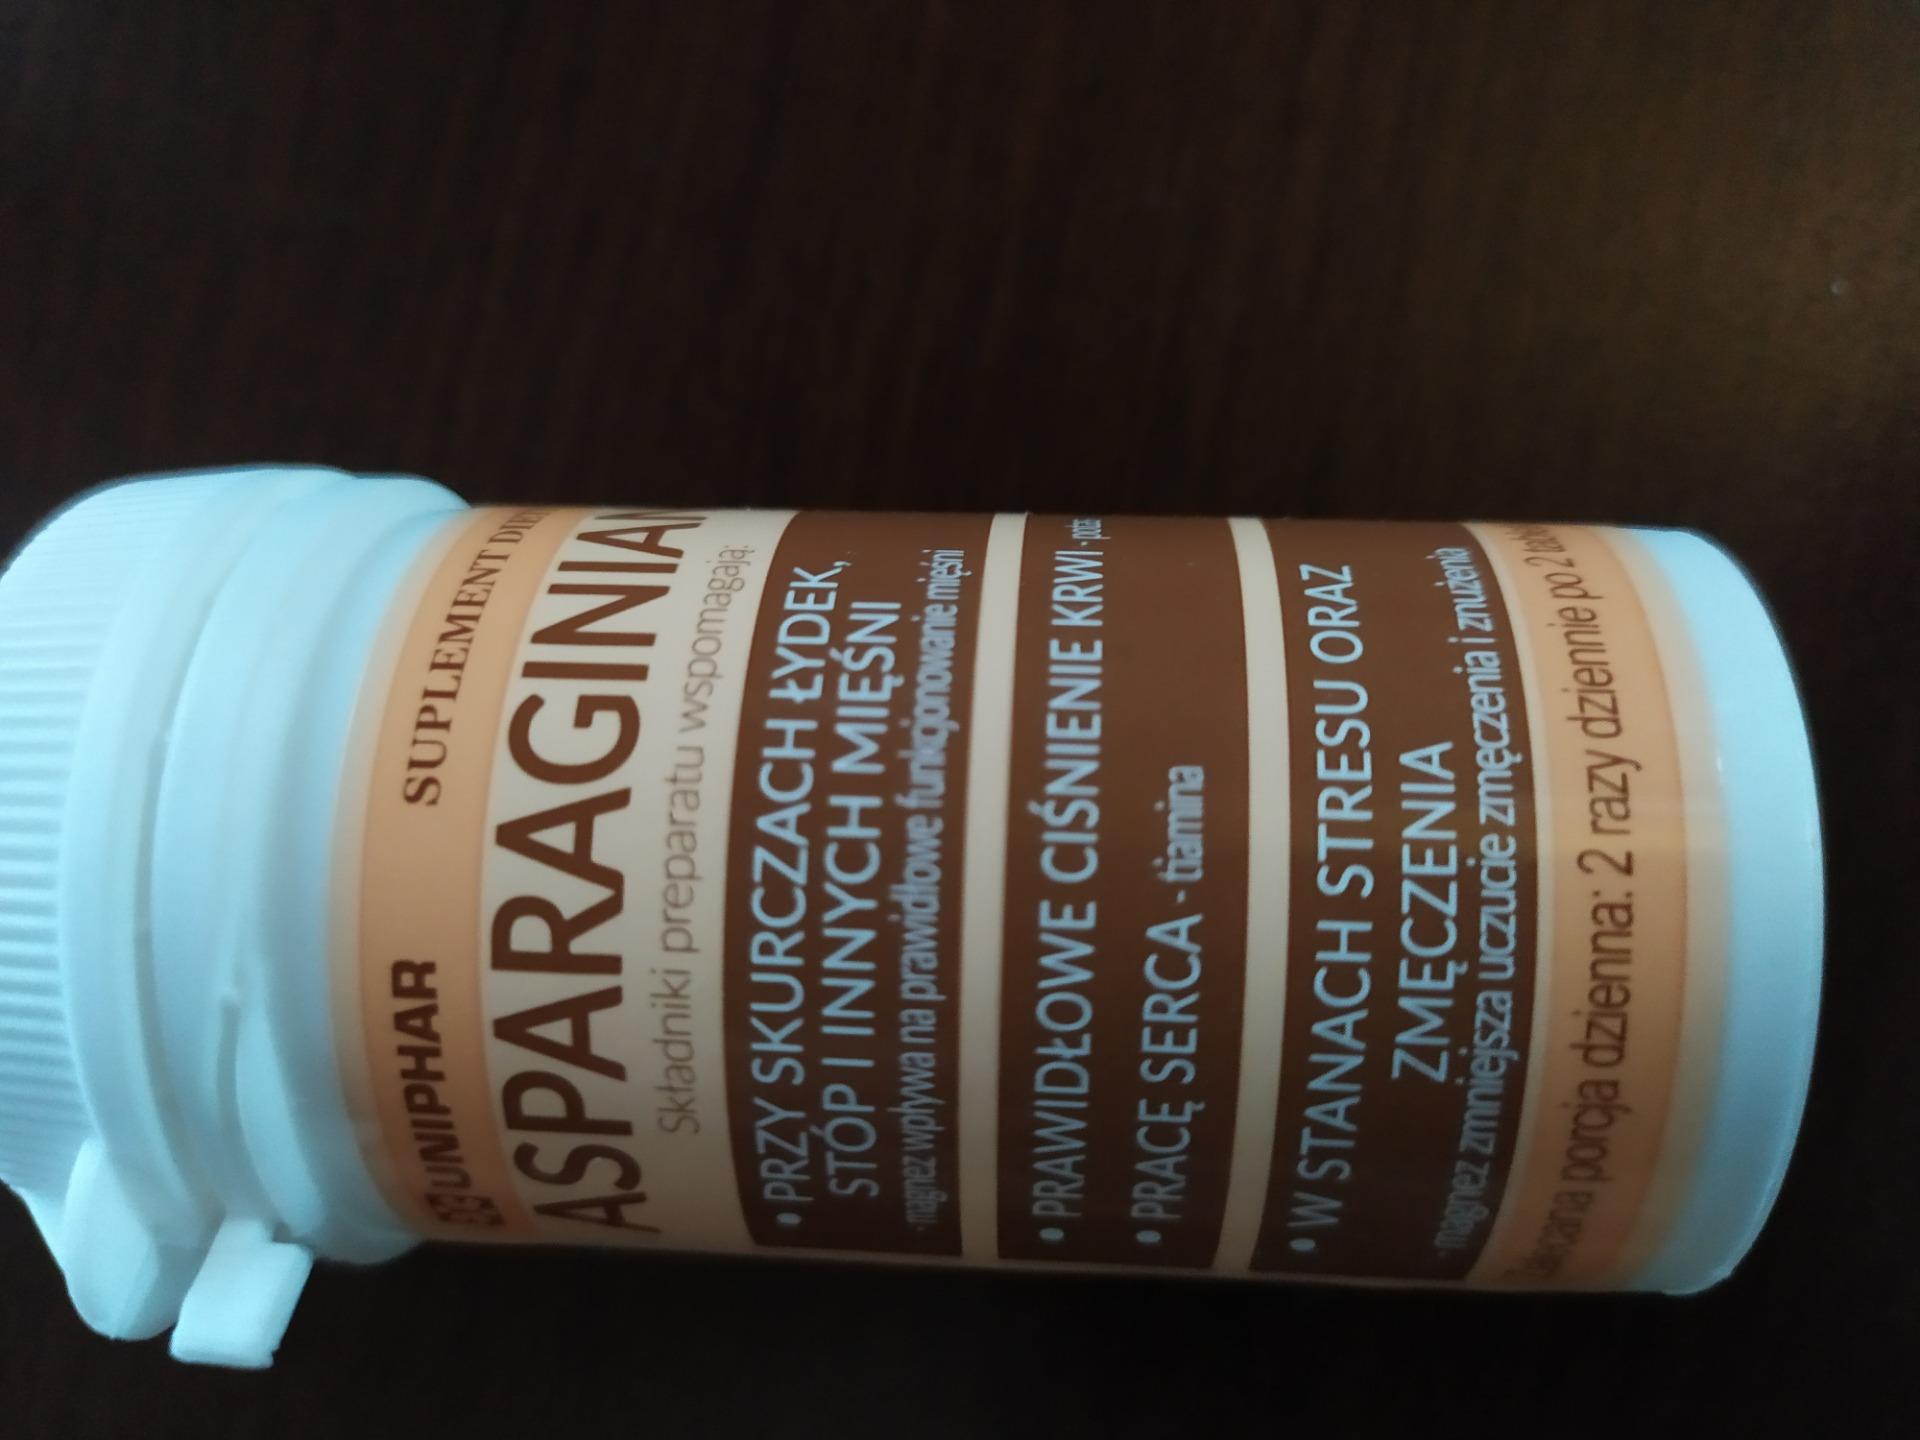 UNIPHAR SUPLEMENT
ASPARAGINIAN
Składniki preparatu wspomagają:
• PRZY SKURCZACH ŁYDEK,
STÓP I INNYCH MIĘŚNI
- magnez wpływa na prawidłowe funkcjonowanie mięśni
• PRAWIDŁOWE CIŚNIENIE KRWI -
• PRACĘ SERCA - tiamina
• W STANACH STRESU ORAZ
ZMĘCZENIA
- magnez zmniejsza uczucie zmęczenia i znużenia
Zalecana porcja dzienna: 2 razy dziennie po 2